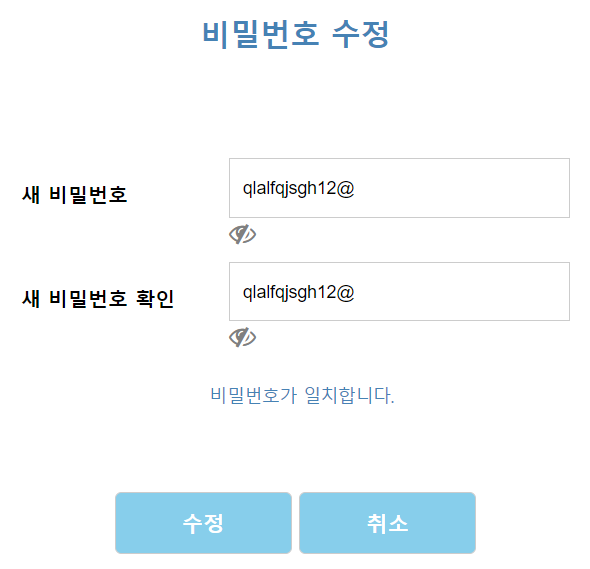 비밀번호 수정
새 비밀번호
qlalfqjsgh12@
새 비밀번호 확인
qlalfqjsgh12@
비밀번호가 일치합니다.
수정 취소